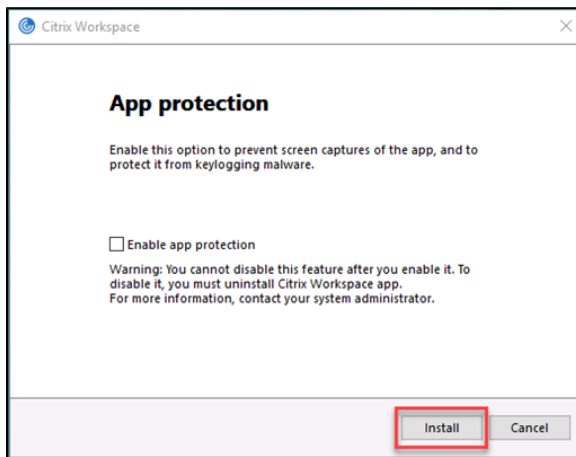 Citrix Workspace
App protection
Enable this option to prevent screen captures of the app, and to
protect it from keylogging malware.
Enable app protection
Warning: You cannot disable this feature after you enable it. To
disable it, you must uninstall Citrix Workspace app.
For more information, contact your system administrator.
Install Cancel